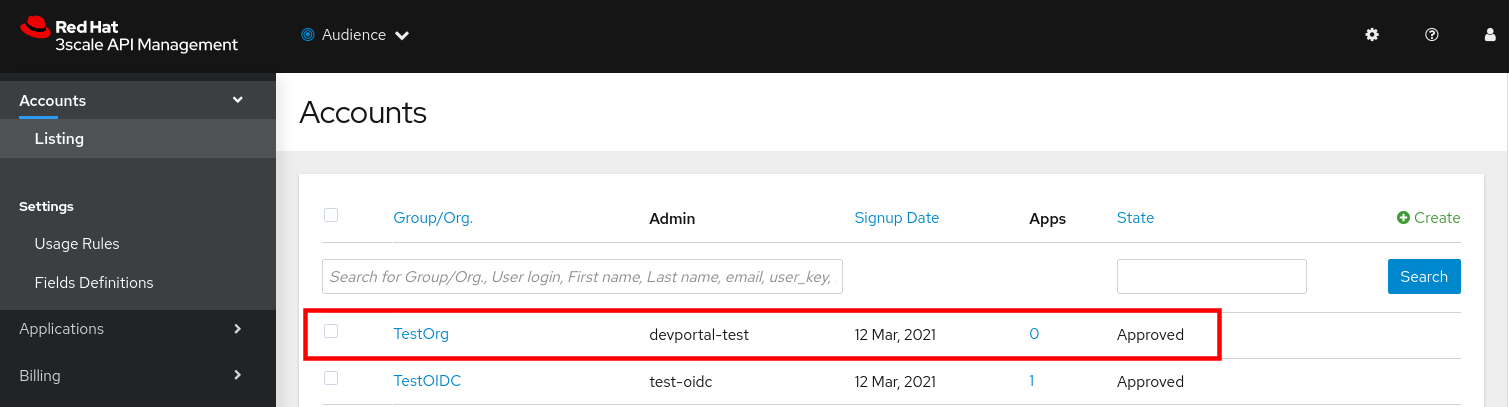 Red Hat
3scale API Management
Audience
Accounts
Listing
Settings
Usage Rules
Fields Definitions
Applications
Billing
Accounts
Group/Org. Admin Signup Date Apps State Create
Search for Group/Org., User login, First name, Last name, email, user_key, Search
TestOrg devportal-test 12 Mar, 2021 0 Approved
TestOIDC test-oidc 12 Mar, 2021 1 Approved